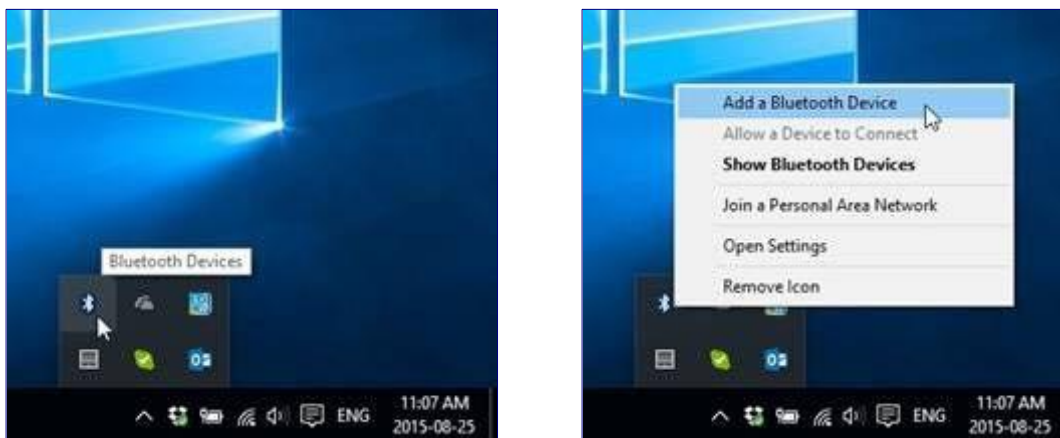 Bluetooth Devices
ENG
11:07 AM
2015-08-25
Add a Bluetooth Device
Allow a Device to Connect
Show Bluetooth Devices
Join a Personal Area Network
Open Settings
Remove Icon
ENG
11:07 AM
2015-08-25